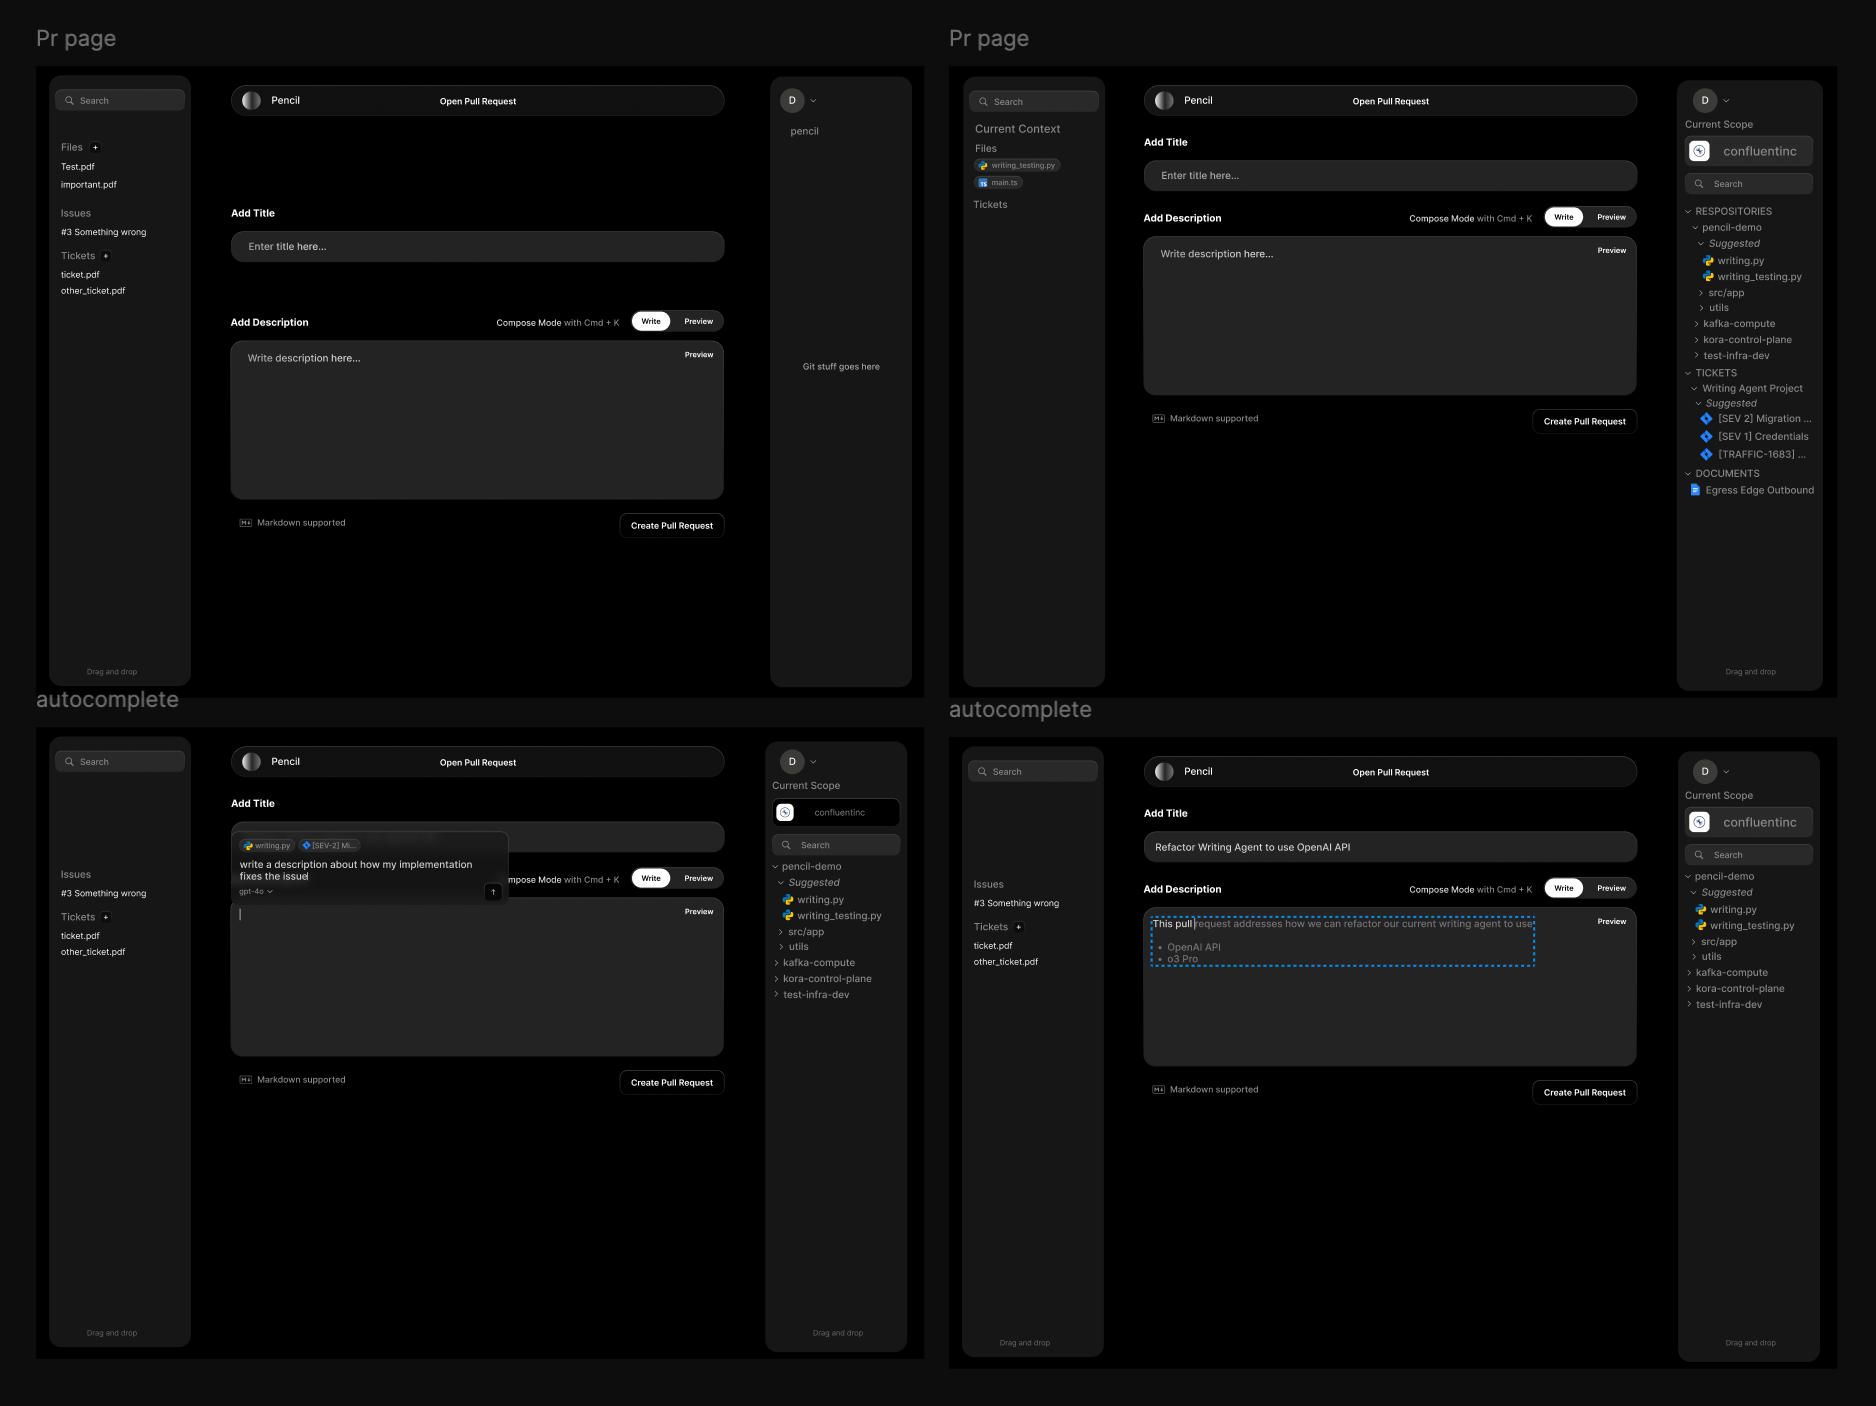 Pr page
Search
Files +
Test.pdf
important.pdf
Issues
#3 Something wrong
Tickets +
ticket.pdf
other_ticket.pdf
Drag and drop
Pencil
Open Pull Request
Add Title
Enter title here...
Add Description
Compose Mode with Cmd + K
Write
Preview
Write description here...
Preview
Markdown supported
Create Pull Request
D
pencil
Git stuff goes here
Pr page
Search
Current Context
Files
writing_testing.py
TS main.ts
Tickets
Pencil
Open Pull Request
Add Title
Enter title here...
Add Description
Compose Mode with Cmd + K
Write
Preview
Write description here...
Preview
Markdown supported
Create Pull Request
D
Current Scope
confluentinc
Search
RESPOSITORIES
pencil-demo
Suggested
writing.py
writing_testing.py
src/app
utils
kafka-compute
kora-control-plane
test-infra-dev
TICKETS
Writing Agent Project
Suggested
[SEV 2] Migration ...
[SEV 1] Credentials
[TRAFFIC-1683] ...
DOCUMENTS
Egress Edge Outbound
Drag and drop
autocomplete
Search
Issues
#3 Something wrong
Tickets +
ticket.pdf
other_ticket.pdf
Drag and drop
Pencil
Open Pull Request
Add Title
writing.py
[SEV-2] Mi...
write a description about how my implementation
fixes the issue
gpt-4o
mpose Mode with Cmd + K
Write
Preview
Preview
Markdown supported
Create Pull Request
D
Current Scope
confluentinc
Search
pencil-demo
Suggested
writing.py
writing_testing.py
src/app
utils
kafka-compute
kora-control-plane
test-infra-dev
Drag and drop
autocomplete
Search
Issues
#3 Something wrong
Tickets +
ticket.pdf
other_ticket.pdf
Drag and drop
Pencil
Open Pull Request
Add Title
Refactor Writing Agent to use OpenAI API
Add Description
Compose Mode with Cmd + K
Write
Preview
This pull request addresses how we can refactor our current writing agent to use
Preview
• OpenAI API
• o3 Pro
Markdown supported
Create Pull Request
D
Current Scope
confluentinc
Search
pencil-demo
Suggested
writing.py
writing_testing.py
src/app
utils
kafka-compute
kora-control-plane
test-infra-dev
Drag and drop